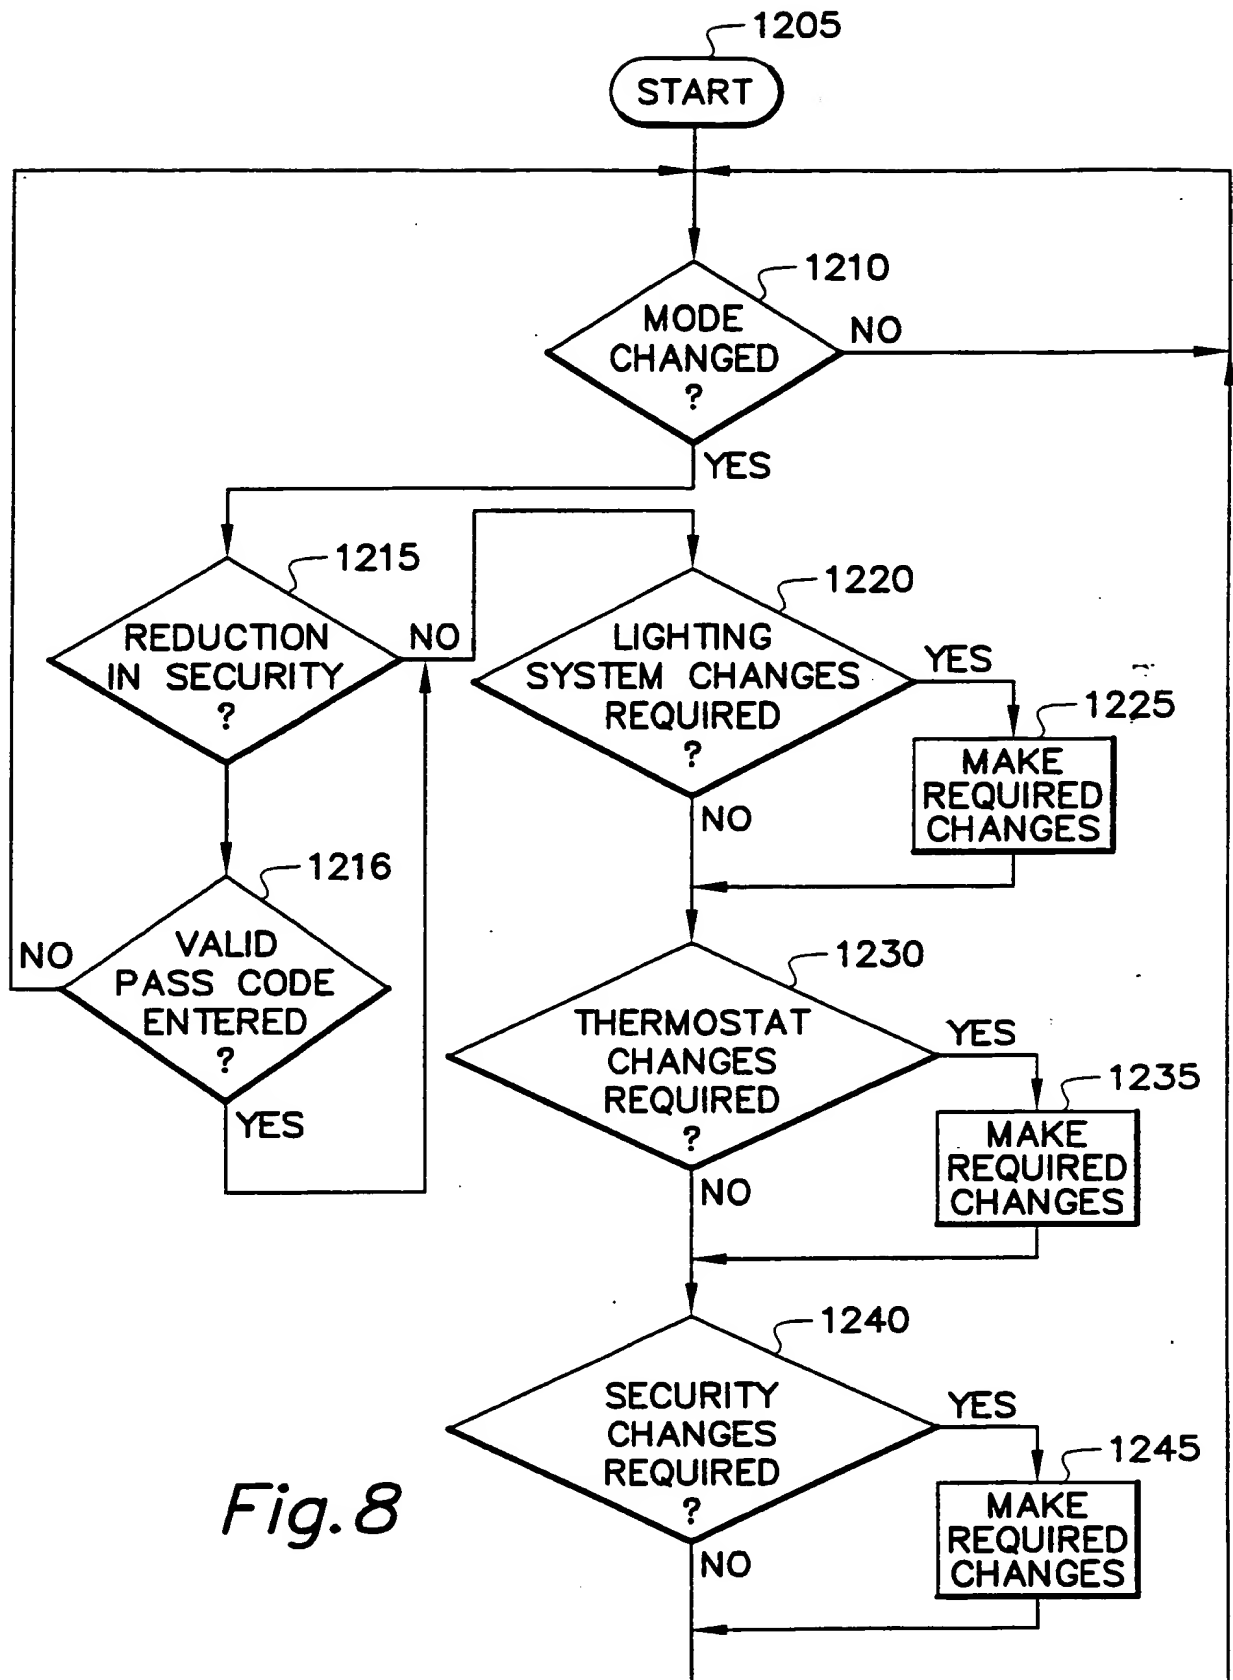 1205
START
1210
MODE
CHANGED
?
NO
YES
1215
REDUCTION
IN SECURITY
?
NO
1220
LIGHTING
SYSTEM CHANGES
REQUIRED
?
YES
NO
1225
MAKE
REQUIRED
CHANGES
1216
VALID
PASS CODE
ENTERED
?
NO
YES
1230
THERMOSTAT
CHANGES
REQUIRED
?
YES
NO
1235
MAKE
REQUIRED
CHANGES
1240
SECURITY
CHANGES
REQUIRED
?
YES
NO
1245
MAKE
REQUIRED
CHANGES
Fig.8